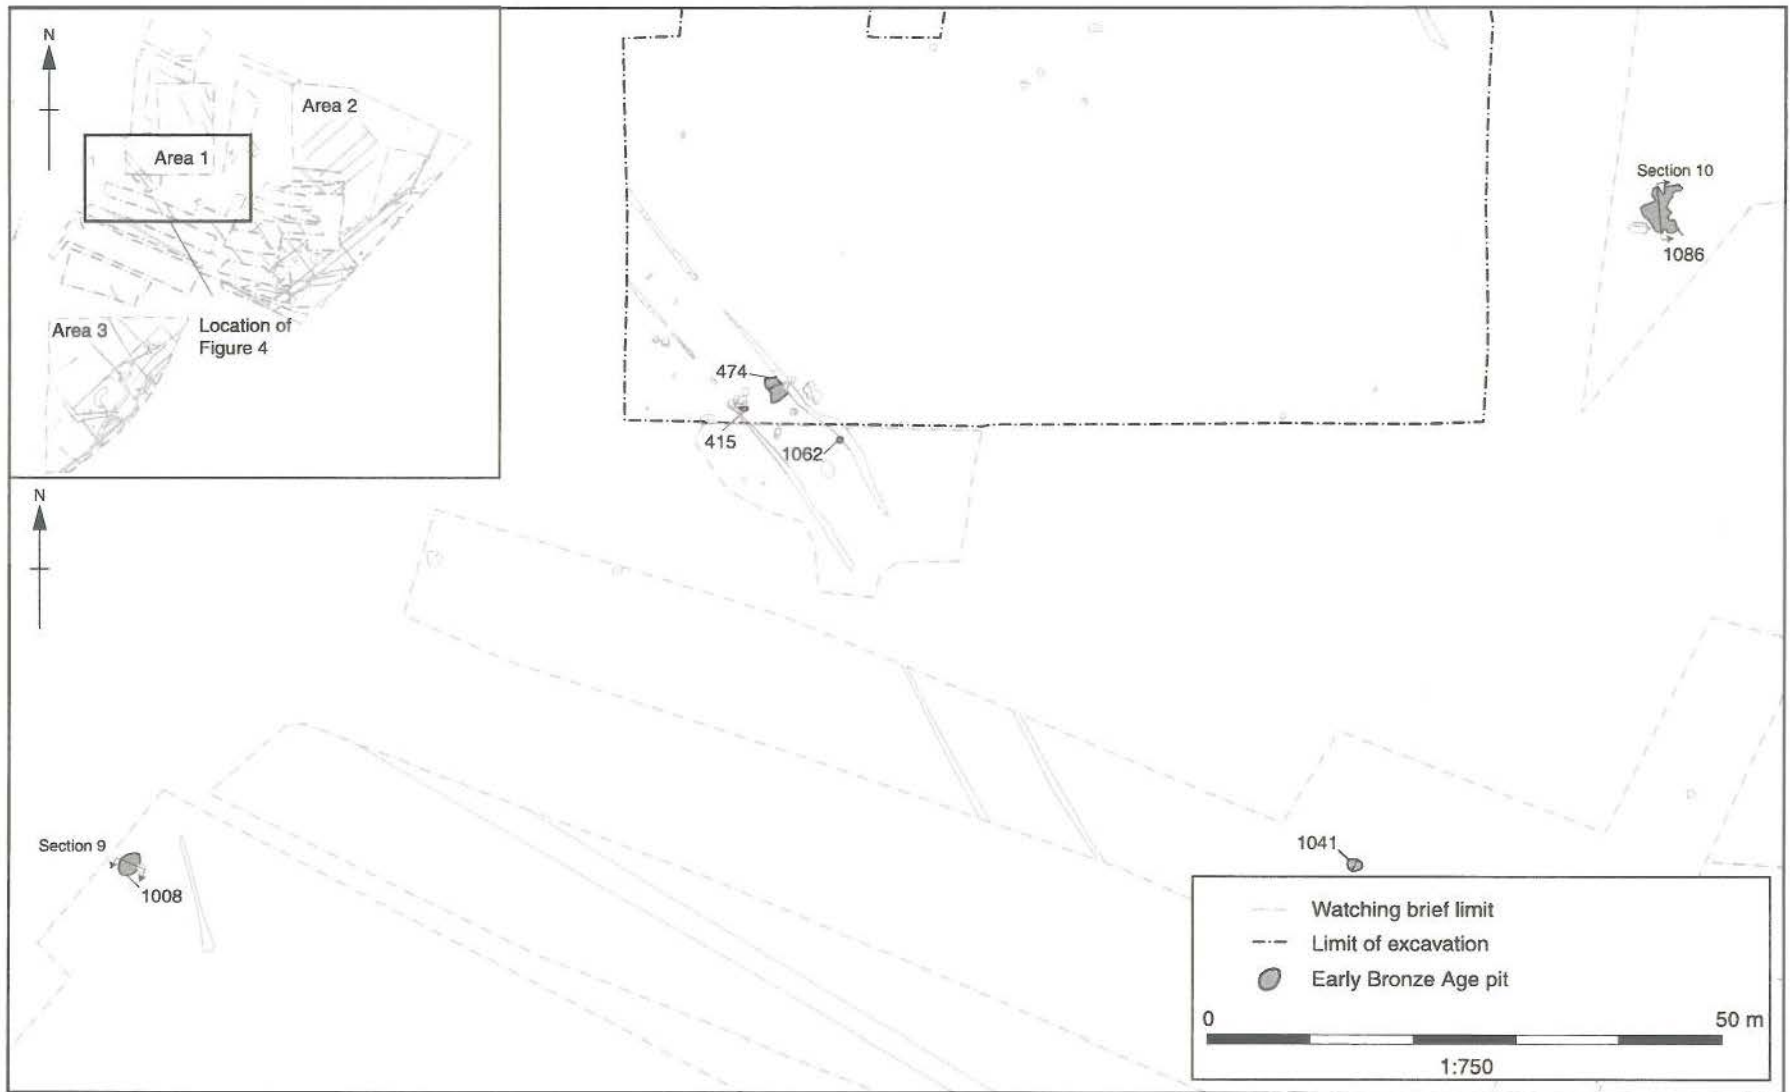 N
Area 2
Area 1
Area 3
Location of
Figure 4
N
Section 10
1086
474
415
1062
Section 9
1008
1041
Watching brief limit
Limit of excavation
Early Bronze Age pit
0
50 m
1:750